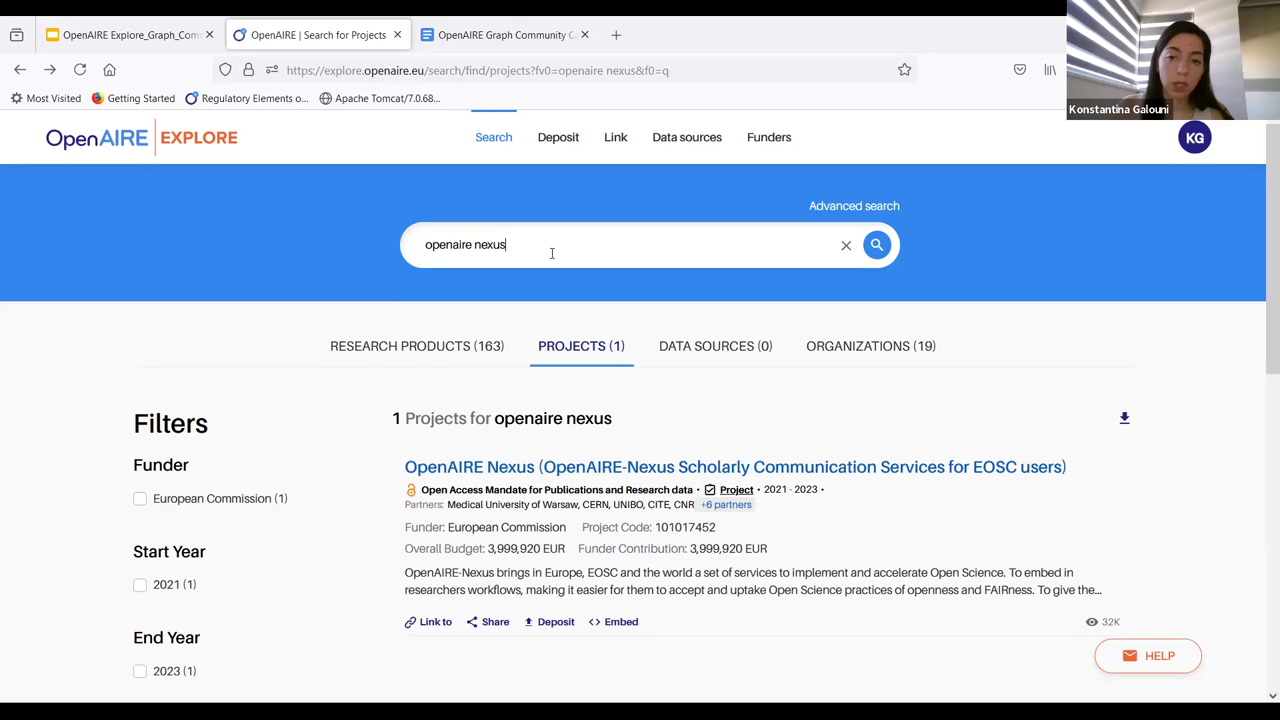 OpenAIRE Explore_Graph_Com
OpenAIRE | Search for Projects
OpenAIRE Graph Community C
https://explore.openaire.eu/search/find/projects?fv0=openaire nexus&f0=q
Most Visited
Getting Started
Regulatory Elements o...
Apache Tomcat/7.0.68...
Konstantina Galouni
OpenAIRE EXPLORE
Search
Deposit
Link
Data sources
Funders
KG
Advanced search
openaire nexus
RESEARCH PRODUCTS (163)
PROJECTS (1)
DATA SOURCES (0)
ORGANIZATIONS (19)
Filters
Funder
European Commission (1)
Start Year
2021 (1)
End Year
2023 (1)
1 Projects for openaire nexus
OpenAIRE Nexus (OpenAIRE-Nexus Scholarly Communication Services for EOSC users)
Open Access Mandate for Publications and Research data • Project • 2021 - 2023 •
Partners: Medical University of Warsaw, CERN, UNIBO, CITE, CNR +6 partners
Funder: European Commission Project Code: 101017452
Overall Budget: 3,999,920 EUR Funder Contribution: 3,999,920 EUR
OpenAIRE-Nexus brings in Europe, EOSC and the world a set of services to implement and accelerate Open Science. To embed in
researchers workflows, making it easier for them to accept and uptake Open Science practices of openness and FAIRness. To give the...
Link to
Share
Deposit
Embed
32K
HELP